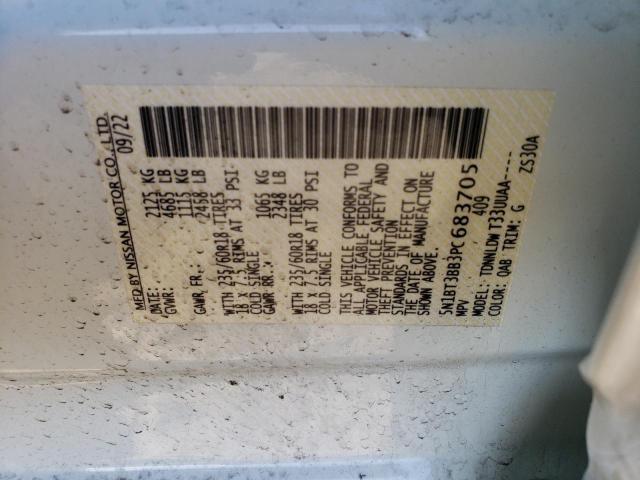 MFD BY NISSAN MOTOR CO., LTD.
DATE: 09/22
GVWR: 2125 KG
4685 LB
GAWR FR.: 1115 KG
2458 LB
WITH 235/60R18 TIRES
18 x 7.5 RIMS AT 33 PSI
COLD SINGLE
GAWR RR.: 1065 KG
2348 LB
WITH 235/60R18 TIRES
18 x 7.5 RIMS AT 30 PSI
COLD SINGLE
THIS VEHICLE CONFORMS TO
ALL APPLICABLE FEDERAL
MOTOR VEHICLE SAFETY AND
THEFT PREVENTION
STANDARDS IN EFFECT ON
THE DATE OF MANUFACTURE
SHOWN ABOVE.
5N1BT3BB3PC683705
MPV 409
MODEL: TDNNLDWT33UUAA-----
COLOR: QAB TRIM: G ZS30A